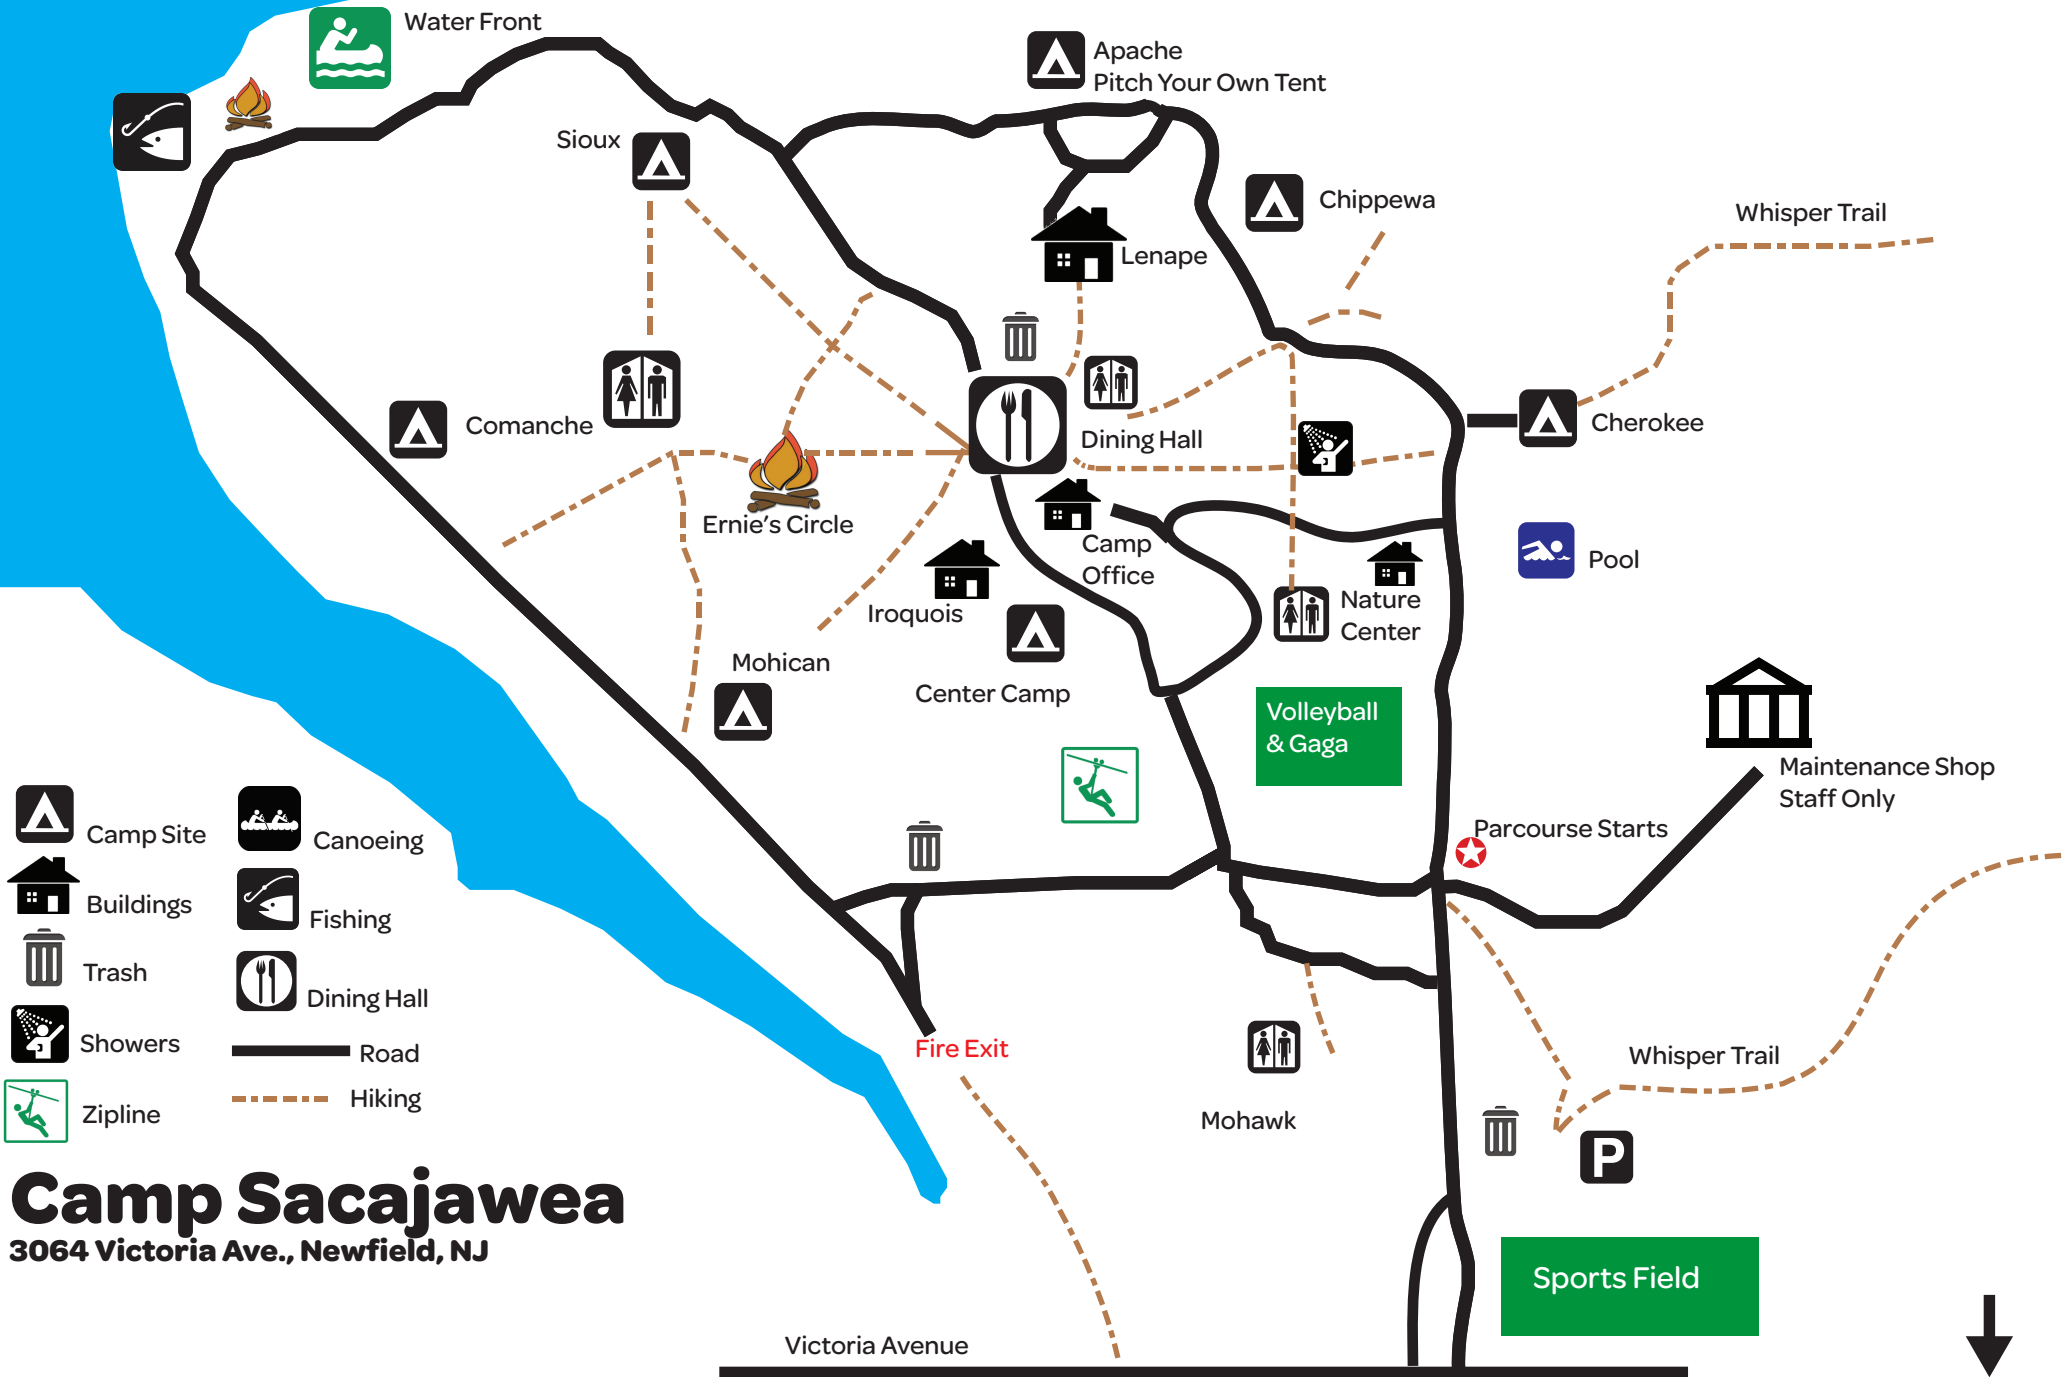 Water Front
Apache
Pitch Your Own Tent
Sioux
Chippewa
Whisper Trail
Lenape
Comanche
Cherokee
Dining Hall
Ernie's Circle
Camp
Office
Pool
Iroquois
Nature
Center
Mohican
Center Camp
Volleyball
& Gaga
Maintenance Shop
Staff Only
Parcourse Starts
Camp Site
Canoeing
Buildings
Fishing
Trash
Dining Hall
Showers
Road
Zipline
Hiking
Fire Exit
Whisper Trail
Mohawk
P
Camp Sacajawea
3064 Victoria Ave., Newfield, NJ
Sports Field
Victoria Avenue